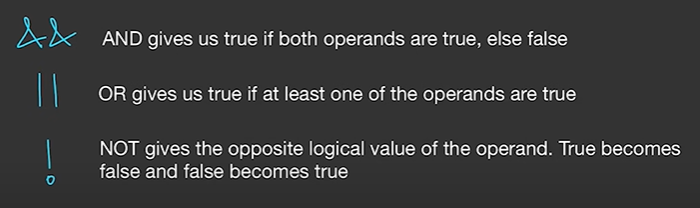 && AND gives us true if both operands are true, else false
|| OR gives us true if at least one of the operands are true
! NOT gives the opposite logical value of the operand. True becomes
false and false becomes true